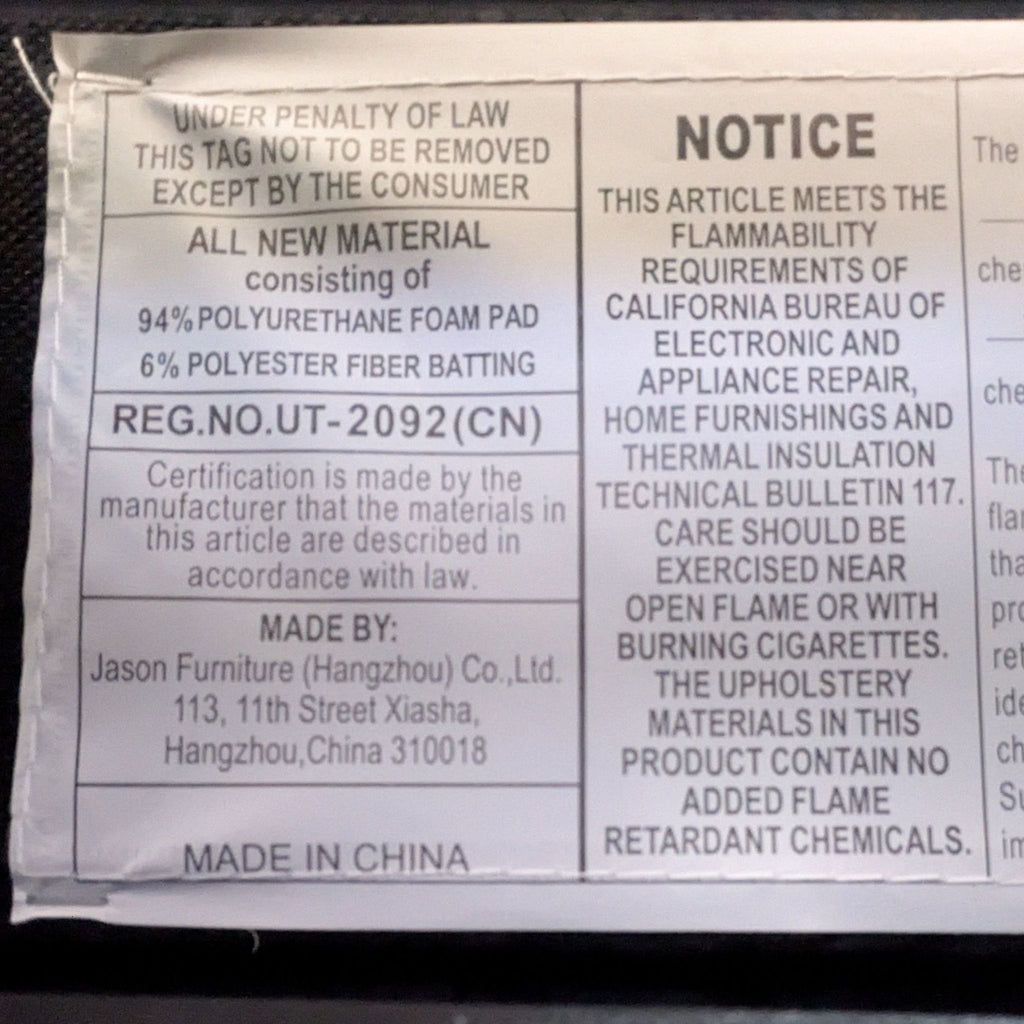 UNDER PENALTY OF LAW
THIS TAG NOT TO BE REMOVED
EXCEPT BY THE CONSUMER
ALL NEW MATERIAL
consisting of
94% POLYURETHANE FOAM PAD
6% POLYESTER FIBER BATTING
REG.NO.UT-2092(CN)
Certification is made by the
manufacturer that the materials in
this article are described in
accordance with law.
MADE BY:
Jason Furniture (Hangzhou) Co.,Ltd.
113, 11th Street Xiasha,
Hangzhou,China 310018
MADE IN CHINA
NOTICE
THIS ARTICLE MEETS THE
FLAMMABILITY
REQUIREMENTS OF
CALIFORNIA BUREAU OF
ELECTRONIC AND
APPLIANCE REPAIR,
HOME FURNISHINGS AND
THERMAL INSULATION
TECHNICAL BULLETIN 117.
CARE SHOULD BE
EXERCISED NEAR
OPEN FLAME OR WITH
BURNING CIGARETTES.
THE UPHOLSTERY
MATERIALS IN THIS
PRODUCT CONTAIN NO
ADDED FLAME
RETARDANT CHEMICALS.
The